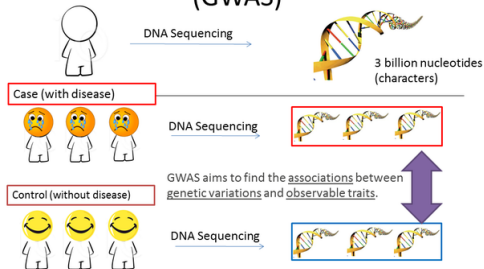 (GWAS)
DNA Sequencing
3 billion nucleotides
(characters)
Case (with disease)
DNA Sequencing
GWAS aims to find the associations between
genetic variations and observable traits.
Control (without disease)
DNA Sequencing